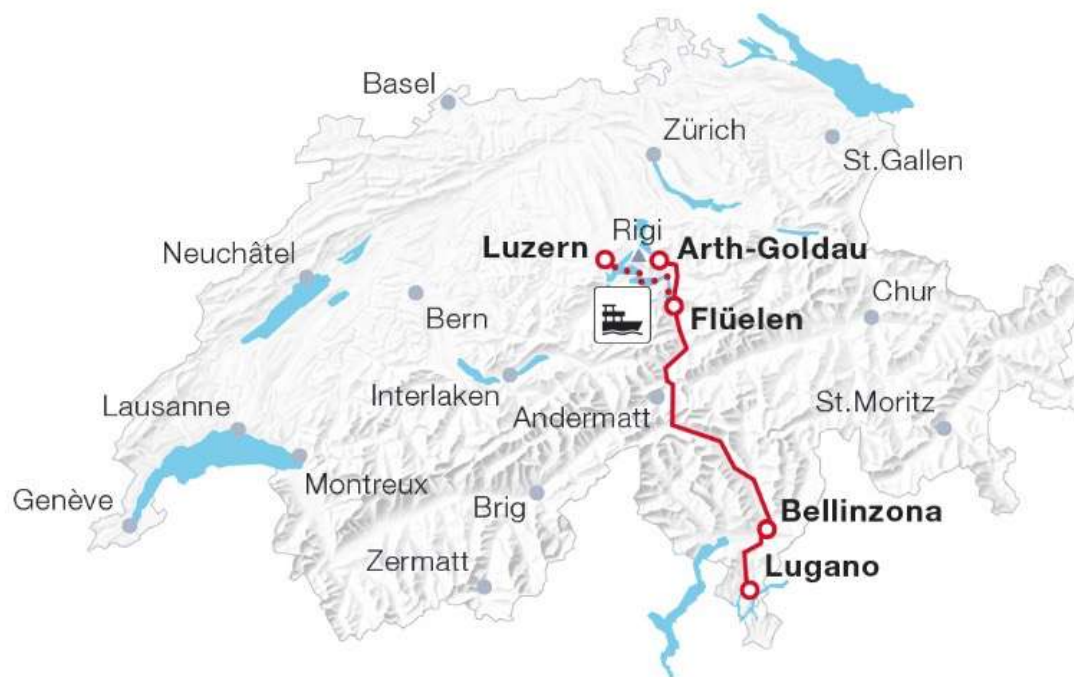 Basel
Zürich
St.Gallen
Rigi
Luzern
Arth-Goldau
Neuchâtel
Chur
Bern
Flüelen
Interlaken
Andermatt
St.Moritz
Lausanne
Montreux
Genève
Brig
Bellinzona
Zermatt
Lugano